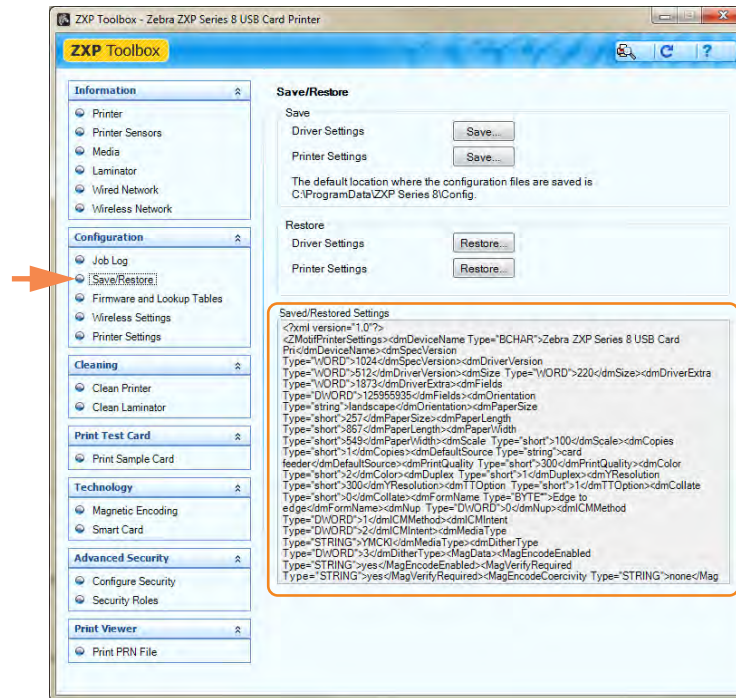 ZXP Toolbox - Zebra ZXP Series 8 USB Card Printer
ZXP Toolbox
?
Information
Printer
Printer Sensors
Media
Laminator
Wired Network
Wireless Network
Configuration
Job Log
Save/Restore
Firmware and Lookup Tables
Wireless Settings
Printer Settings
Cleaning
Clean Printer
Clean Laminator
Print Test Card
Print Sample Card
Technology
Magnetic Encoding
Smart Card
Advanced Security
Configure Security
Security Roles
Print Viewer
Print PRN File
Save/Restore
Save
Driver Settings
Save...
Printer Settings
Save...
The default location where the configuration files are saved is
C:\ProgramData\ZXP Series 8\Config.
Restore
Driver Settings
Restore...
Printer Settings
Restore...
Saved/Restored Settings
<?xml version="1.0"?>
<ZMotifPrinterSettings><dmDeviceName Type="BCHAR">Zebra ZXP Series 8 USB Card
Pri</dmDeviceName><dmSpecVersion
Type="WORD">1024</dmSpecVersion><dmDriverVersion
Type="WORD">512</dmDriverVersion><dmSize Type="WORD">220</dmSize><dmDriverExtra
Type="WORD">1873</dmDriverExtra><dmFields
Type="DWORD">125955935</dmFields><dmOrientation
Type="string">landscape</dmOrientation><dmPaperSize
Type="short">257</dmPaperSize><dmPaperLength
Type="short">867</dmPaperLength><dmPaperWidth
Type="short">549</dmPaperWidth><dmScale Type="short">100</dmScale><dmCopies
Type="short">1</dmCopies><dmDefaultSource Type="string">card
feeder</dmDefaultSource><dmPrintQuality Type="short">300</dmPrintQuality><dmColor
Type="short">2</dmColor><dmDuplex Type="short">1</dmDuplex><dmYResolution
Type="short">300</dmYResolution><dmTTOption Type="short">1</dmTTOption><dmCollate
Type="short">0</dmCollate><dmFormName Type="BYTE*">Edge to
edge</dmFormName><dmNup Type="DWORD">0</dmNup><dmICMMethod
Type="DWORD">1</dmICMMethod><dmICMIntent
Type="DWORD">2</dmICMIntent><dmMediaType
Type="STRING">YMCKI</dmMediaType><dmDitherType
Type="DWORD">3</dmDitherType><MagData><MagEncodeEnabled
Type="STRING">yes</MagEncodeEnabled><MagVerifyRequired
Type="STRING">yes</MagVerifyRequired><MagEncodeCoercivity Type="STRING">none</Mag